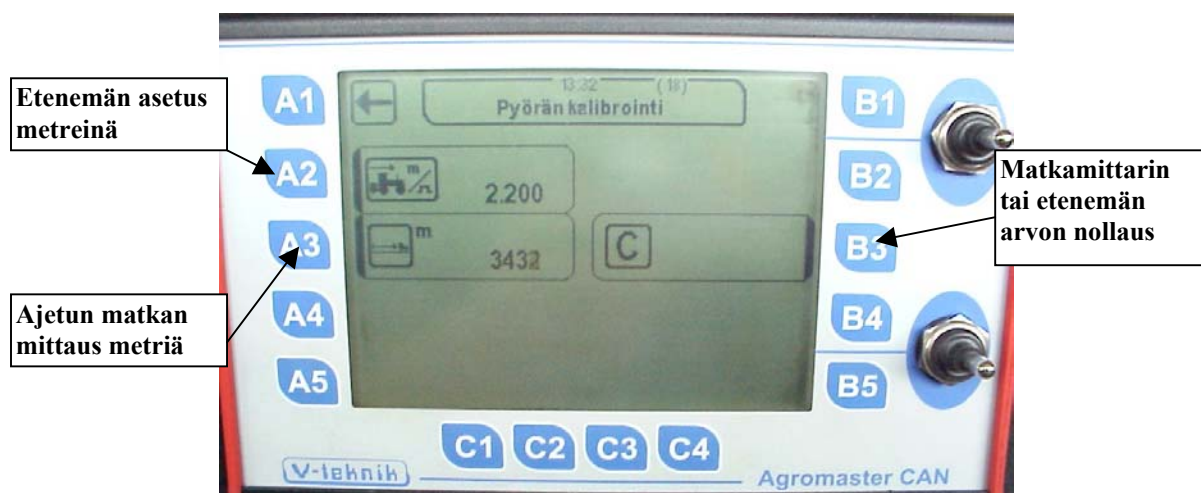 Etenemän asetus
metreinä
Ajetun matkan
mittaus metriä
A1
A2
A3
A4
A5
13:32 (18)
Pyörän kalibrointi
m
2.200
m
3432
C
B1
B2
B3
B4
B5
Matkamittarin
tai etenemän
arvon nollaus
C1 C2 C3 C4
V-teknik
Agromaster CAN